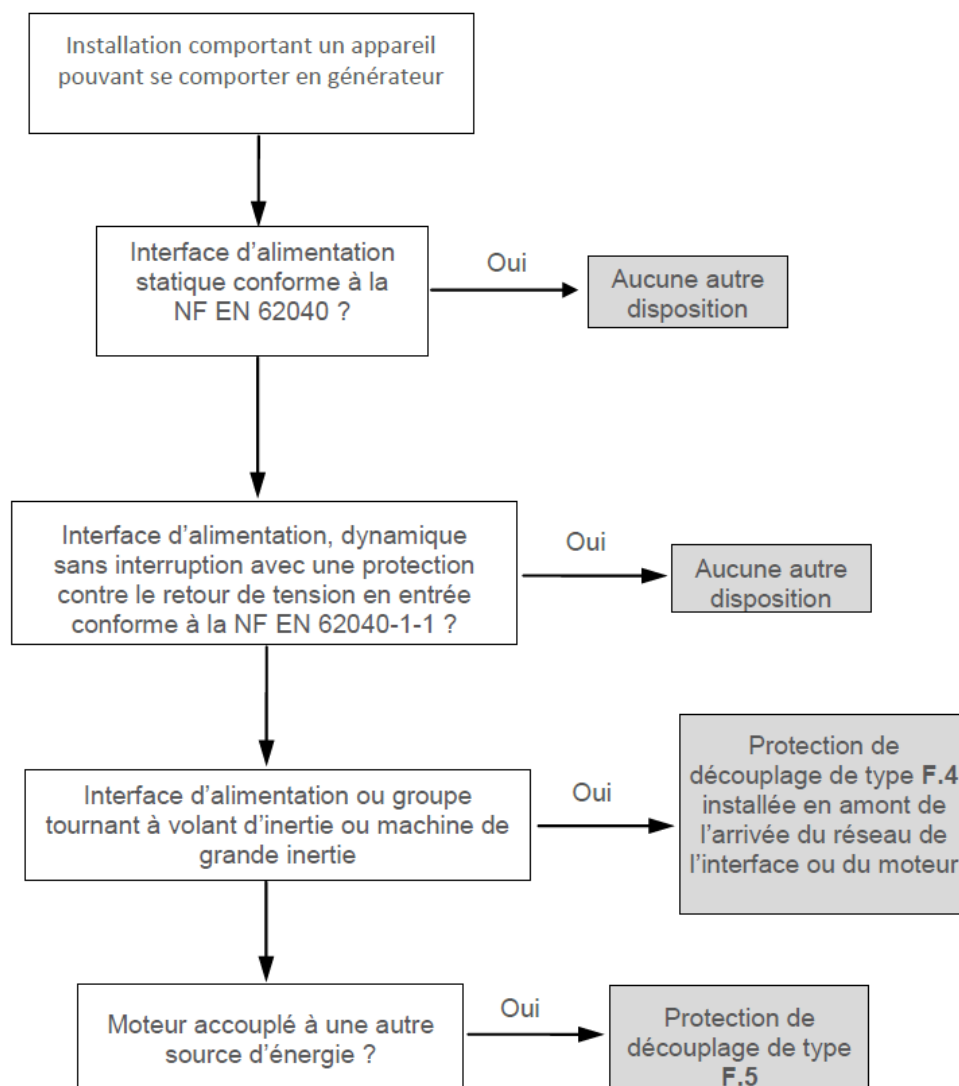 Installation comportant un appareil
pouvant se comporter en générateur
Interface d’alimentation
statique conforme à la
NF EN 62040 ?
Oui
Aucune autre
disposition
Interface d’alimentation, dynamique
sans interruption avec une protection
contre le retour de tension en entrée
conforme à la NF EN 62040-1-1 ?
Oui
Aucune autre
disposition
Interface d’alimentation ou groupe
tournant à volant d’inertie ou machine de
grande inertie
Oui
Protection de
découplage de type F.4
installée en amont de
l’arrivée du réseau de
l’interface ou du moteur
Moteur accouplé à une autre
source d’énergie ?
Oui
Protection de
découplage de type
F.5